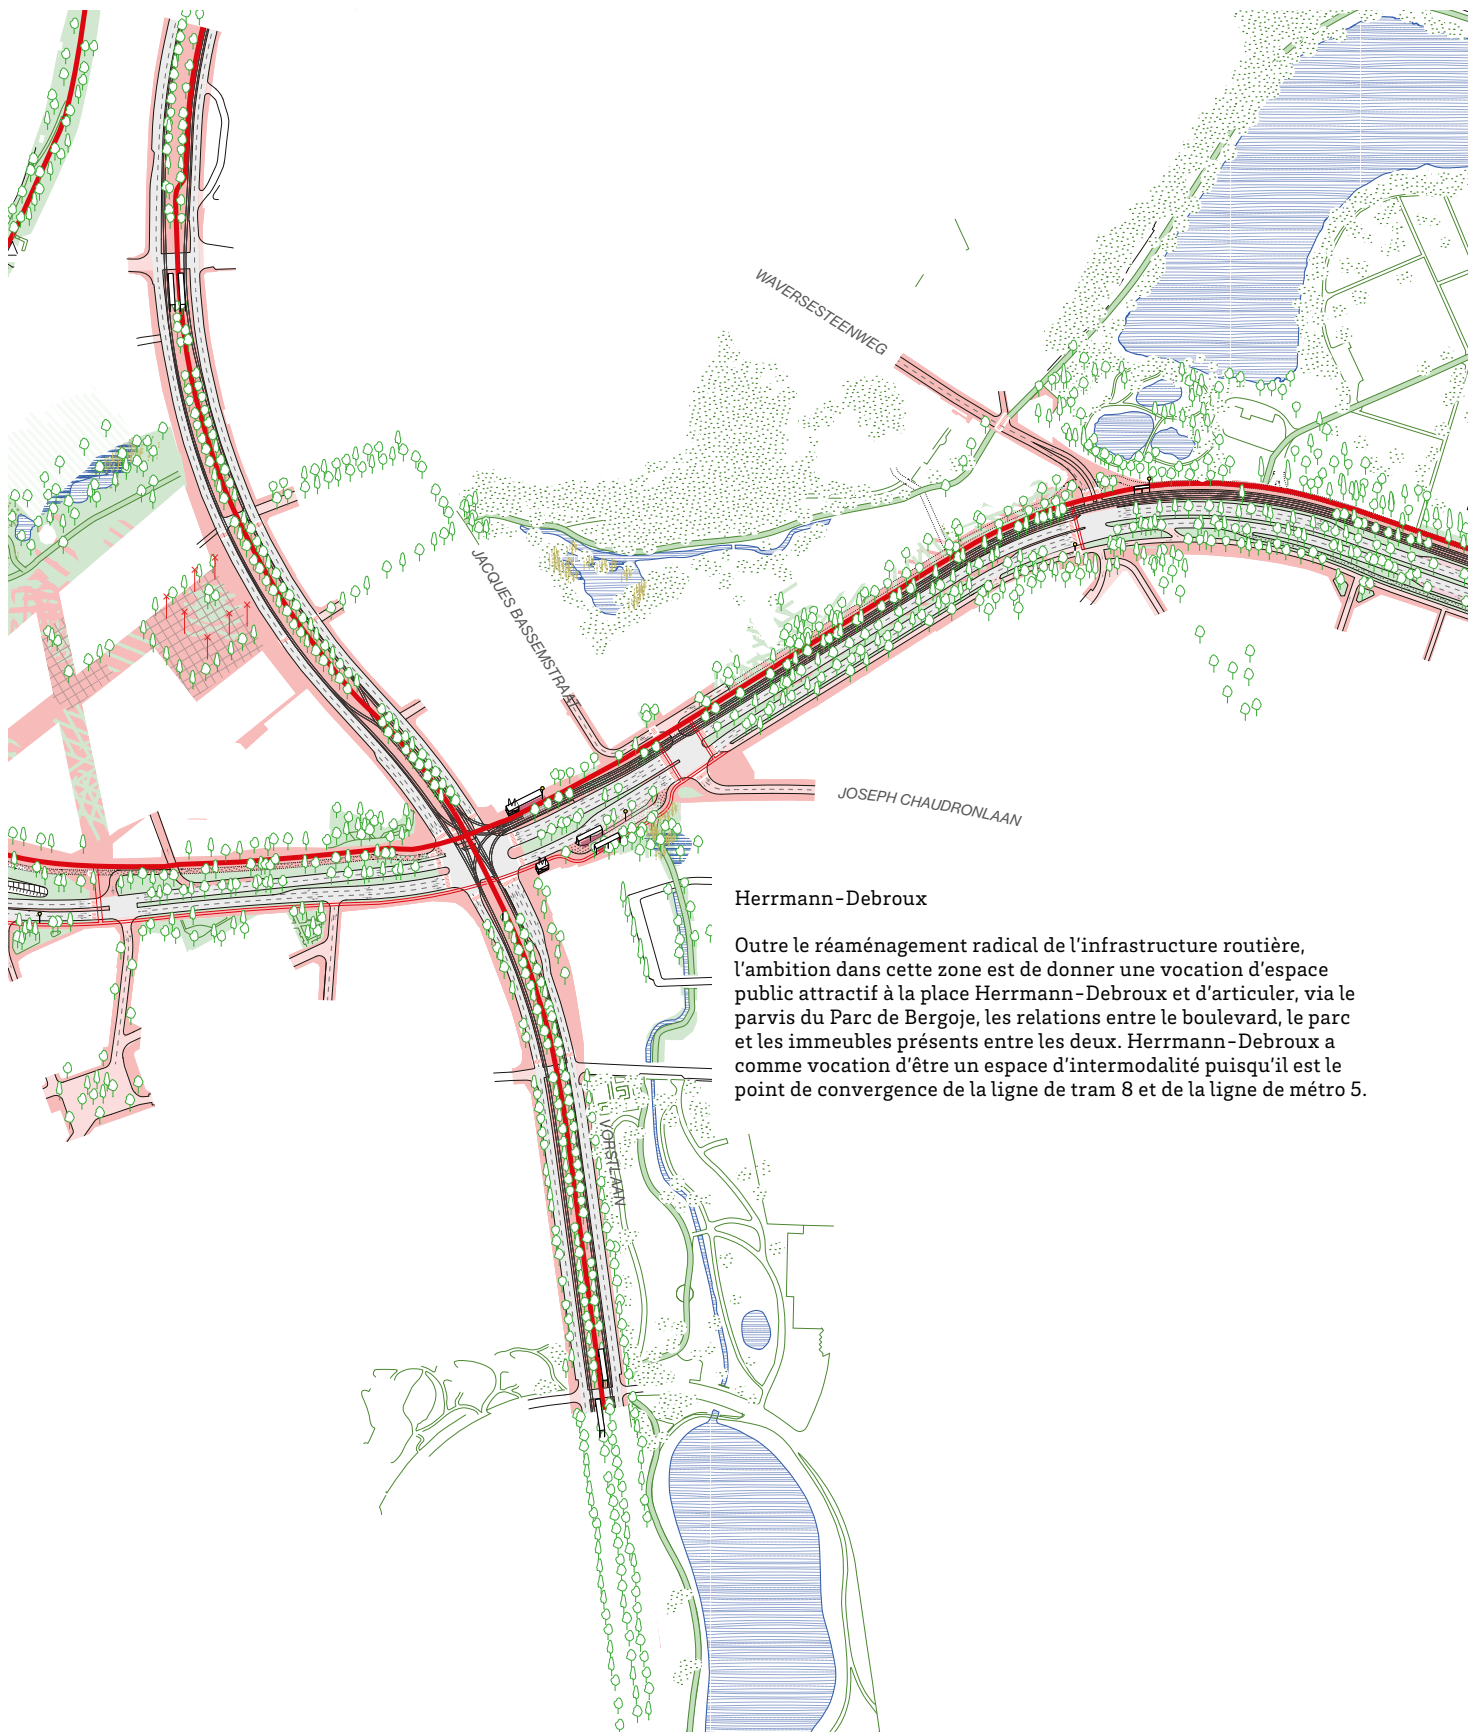 WAVERSESTEENWEG
JACQUES BASSEMSTRAAT
JOSEPH CHAUDRONLAAN
Herrmann-Debroux
Outre le réaménagement radical de l'infrastructure routière,
l'ambition dans cette zone est de donner une vocation d'espace
public attractif à la place Herrmann-Debroux et d'articuler, via le
parvis du Parc de Bergoje, les relations entre le boulevard, le parc
et les immeubles présents entre les deux. Herrmann-Debroux a
comme vocation d'être un espace d'intermodalité puisqu'il est le
point de convergence de la ligne de tram 8 et de la ligne de métro 5.
VORSTLAAN